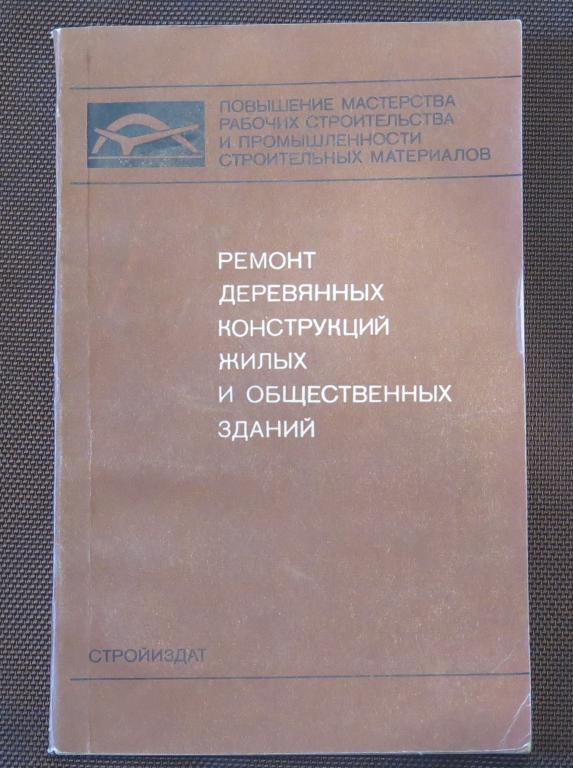 ПОВЫШЕНИЕ МАСТЕРСТВА
РАБОЧИХ СТРОИТЕЛЬСТВА
И ПРОМЫШЛЕННОСТИ
СТРОИТЕЛЬНЫХ МАТЕРИАЛОВ
РЕМОНТ
ДЕРЕВЯННЫХ
КОНСТРУКЦИЙ
ЖИЛЫХ
И ОБЩЕСТВЕННЫХ
ЗДАНИЙ
СТРОЙИЗДАТ